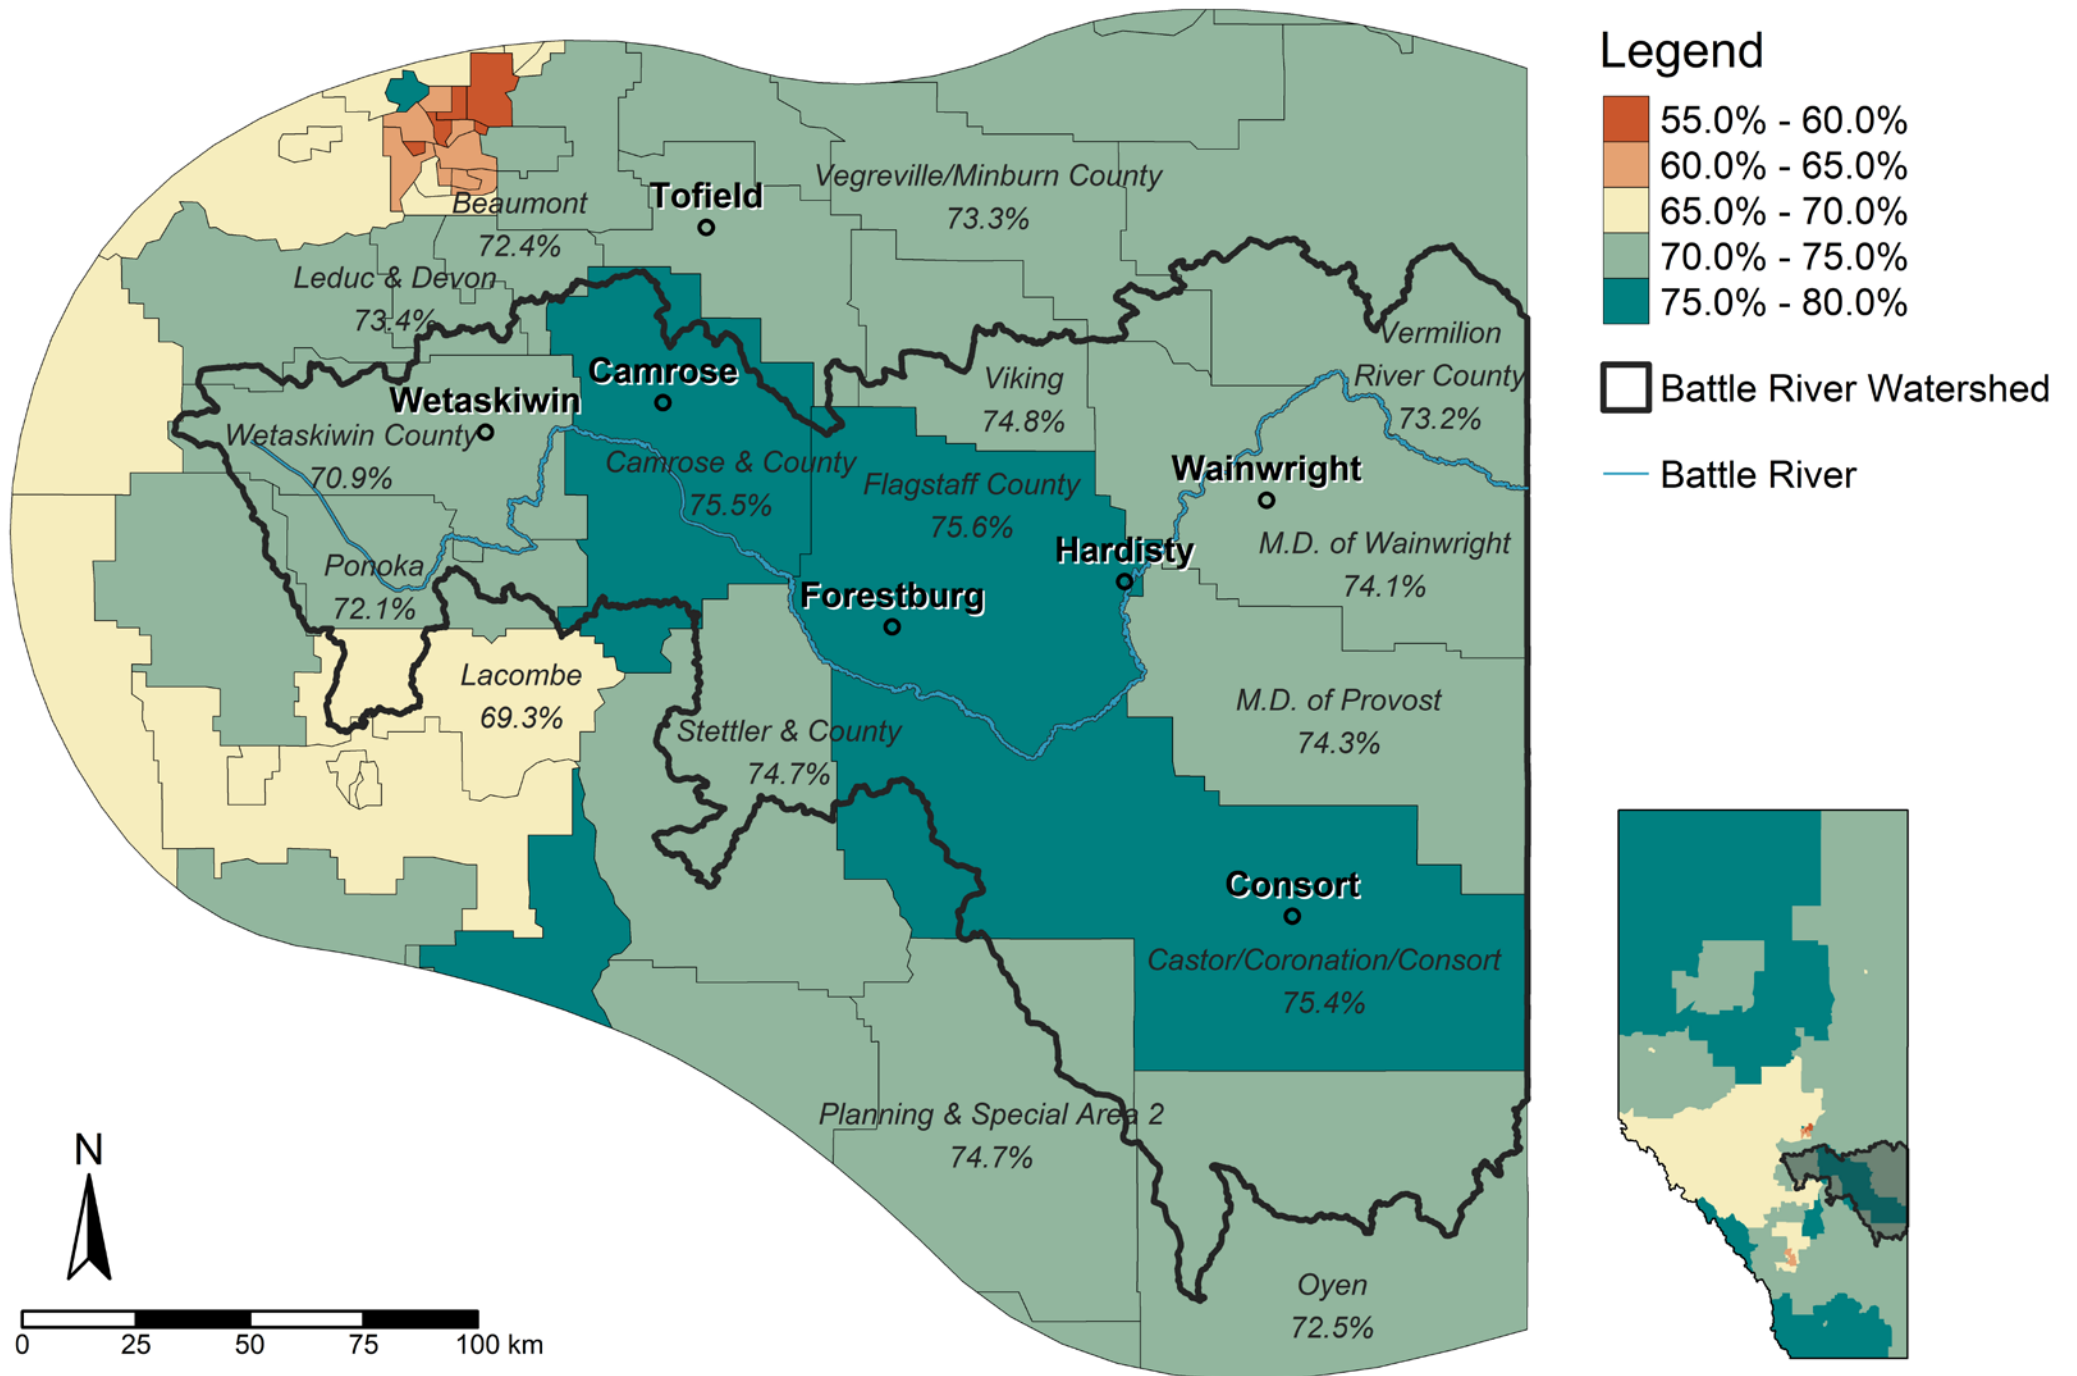 Legend
55.0% - 60.0%
60.0% - 65.0%
65.0% - 70.0%
70.0% - 75.0%
75.0% - 80.0%
Battle River Watershed
Battle River
Tofield
Vegreville/Minburn County
73.3%
Beaumont
72.4%
Leduc & Devon
73.4%
Vermilion
River County
73.2%
Camrose
Viking
74.8%
Wetaskiwin
Wetaskiwin County
70.9%
Camrose & County
75.5%
Flagstaff County
75.6%
Wainwright
M.D. of Wainwright
74.1%
Hardisty
Ponoka
72.1%
Forestburg
Lacombe
69.3%
M.D. of Provost
74.3%
Stettler & County
74.7%
Consort
Castor/Coronation/Consort
75.4%
Planning & Special Area 2
74.7%
Oyen
72.5%
N
0 25 50 75 100 km